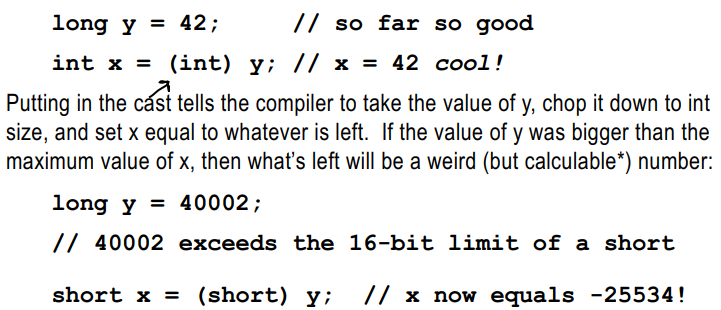 long y = 42;     // so far so good
int x = (int) y; // x = 42 cool!
Putting in the cast tells the compiler to take the value of y, chop it down to int
size, and set x equal to whatever is left.  If the value of y was bigger than the
maximum value of x, then what’s left will be a weird (but calculable*) number:
long y = 40002;
// 40002 exceeds the 16-bit limit of a short
short x = (short) y;  // x now equals -25534!